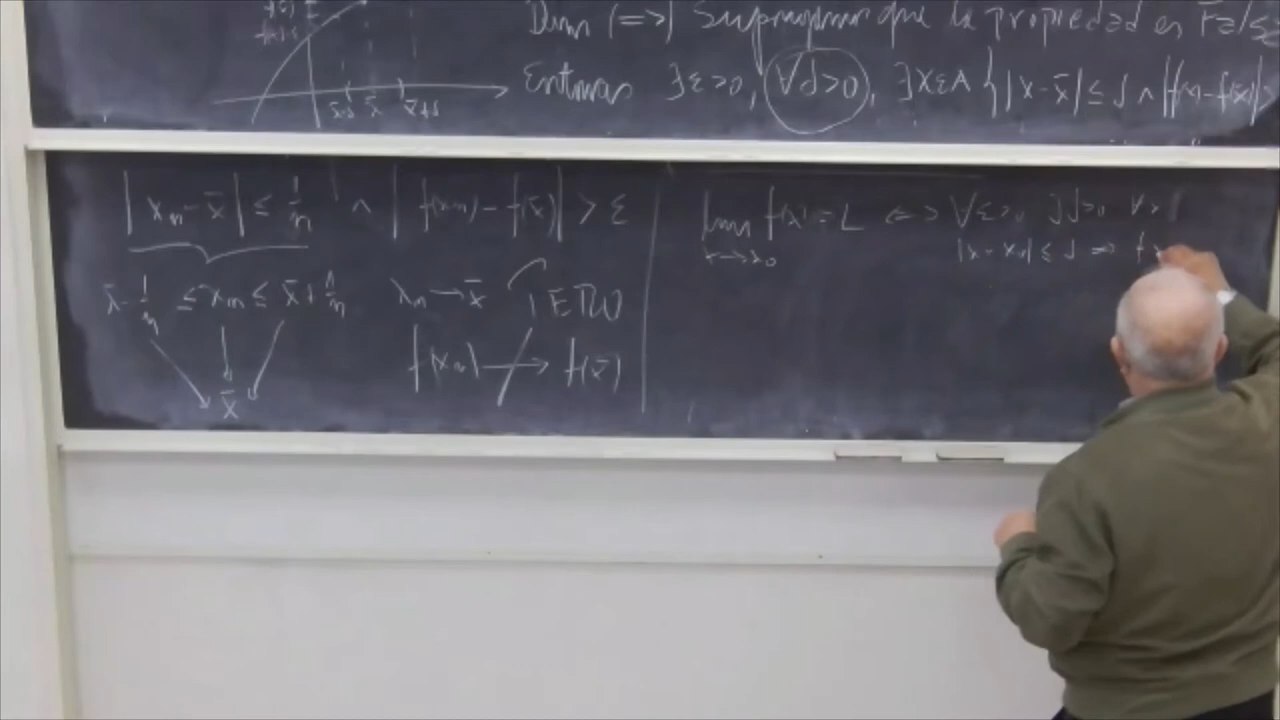 Dem (=>) Supongamos que la propiedad es Falsa
Entonces ∃ε>0, ∀δ>0, ∃x∈A { |x-x̄| ≤ δ ∧ |f(x)-f(x̄)|>
x̄-δ x̄ x̄+δ
|xₙ-x̄| ≤ 1/n ∧ |f(xₙ)-f(x̄)| > ε
x̄-1/n ≤ xₙ ≤ x̄+1/n
xₙ → x̄ PERO
f(xₙ) ↛ f(x̄)
x̄
lim f(x) = L <=> ∀ε>0 ∃δ>0 ∀x
x→x₀
|x-x₀| ≤ δ => f